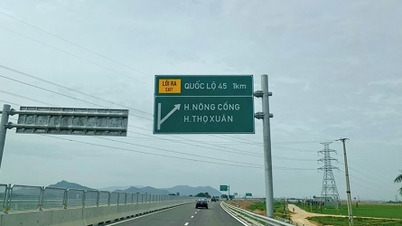 LỐI RA
EXIT
QUỐC LỘ 45 1km
H.NÔNG CỐNG
H.THỌ XUÂN